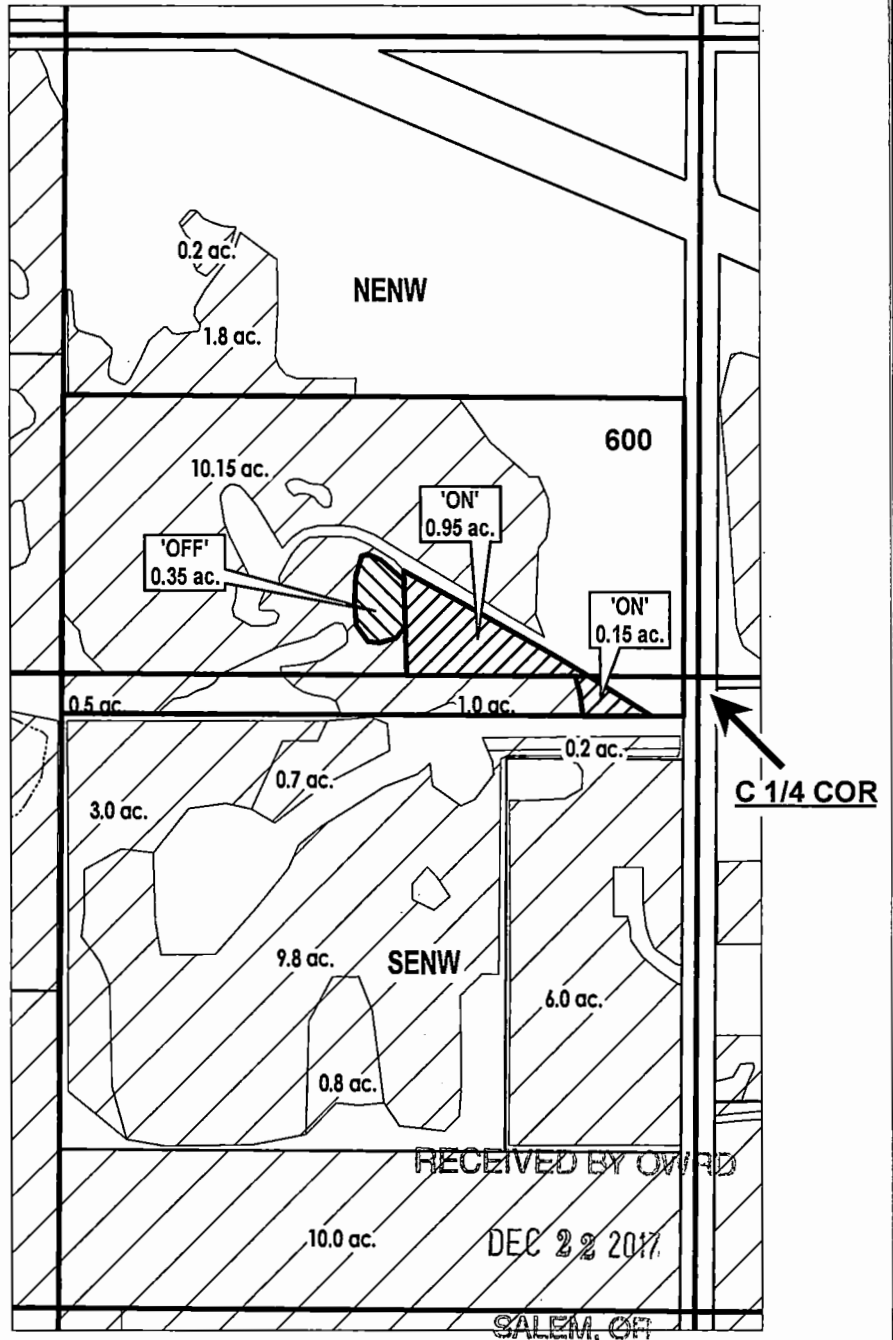 0.2 ac.
NENW
1.8 ac.
600
10.15 ac.
'ON'
0.95 ac.
'OFF'
0.35 ac.
'ON'
0.15 ac.
0.5 ac.
1.0 ac.
0.2 ac.
0.7 ac.
3.0 ac.
C 1/4 COR
9.8 ac.
SENW
6.0 ac.
0.8 ac.
RECEIVED BY OWRD
10.0 ac.
DEC 22 2017
SALEM, OR